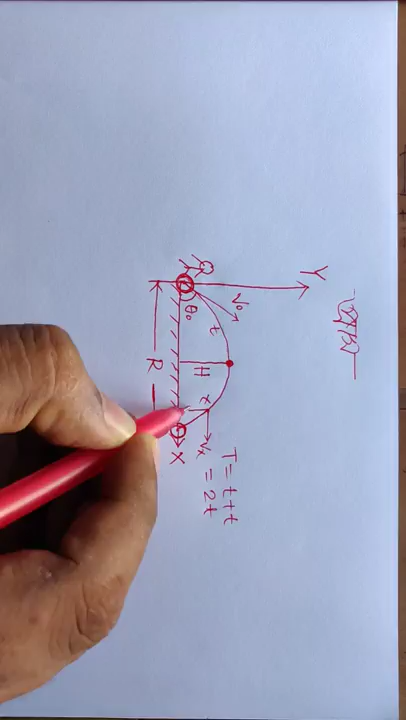 Y
V₀
θ₀
t
H
t
Vx
X
R
T = t + t
= 2t